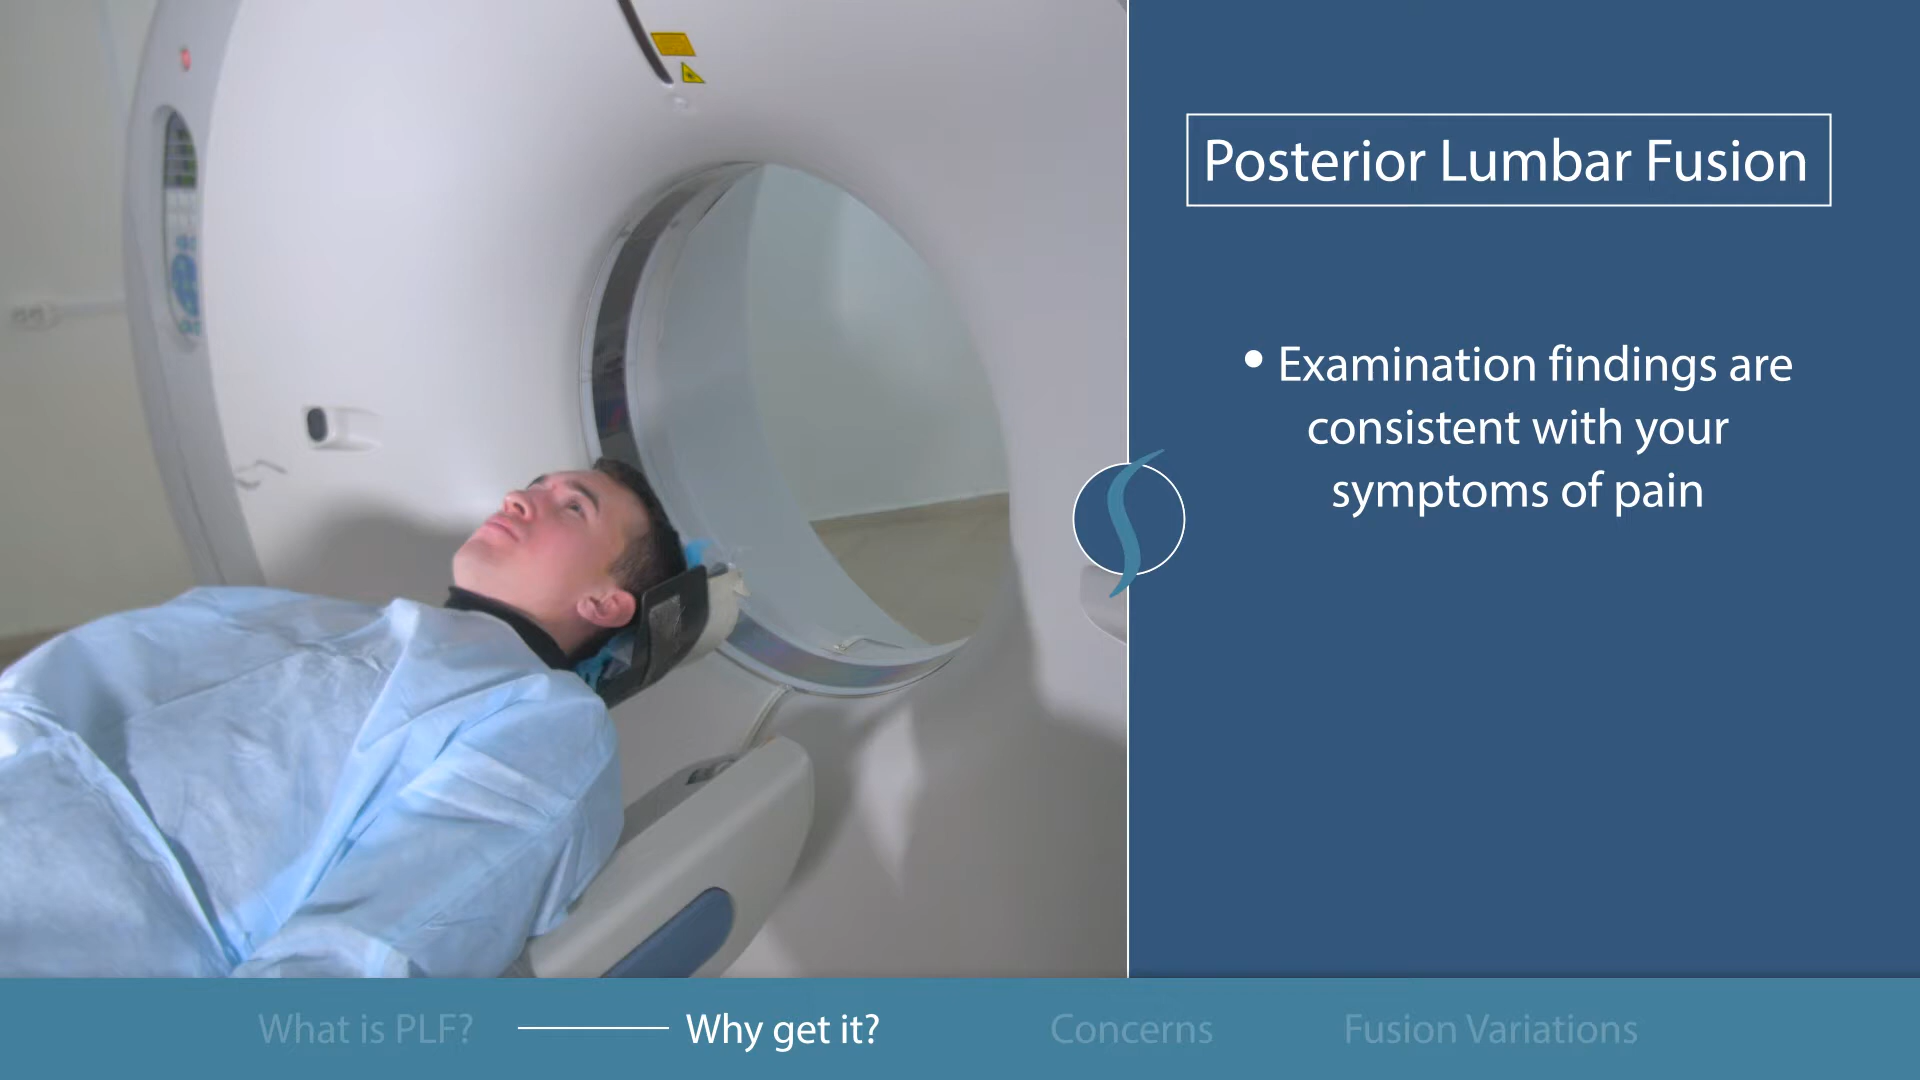 Posterior Lumbar Fusion
• Examination findings are
consistent with your
symptoms of pain
What is PLF?
Why get it?
Concerns
Fusion Variations